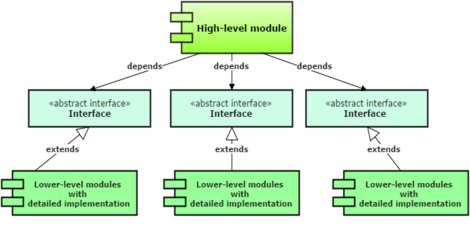 High-level module
depends depends depends
«abstract interface» «abstract interface» «abstract interface»
Interface Interface Interface
extends extends extends
Lower-level modules Lower-level modules Lower-level modules
with with with
detailed implementation detailed implementation detailed implementation